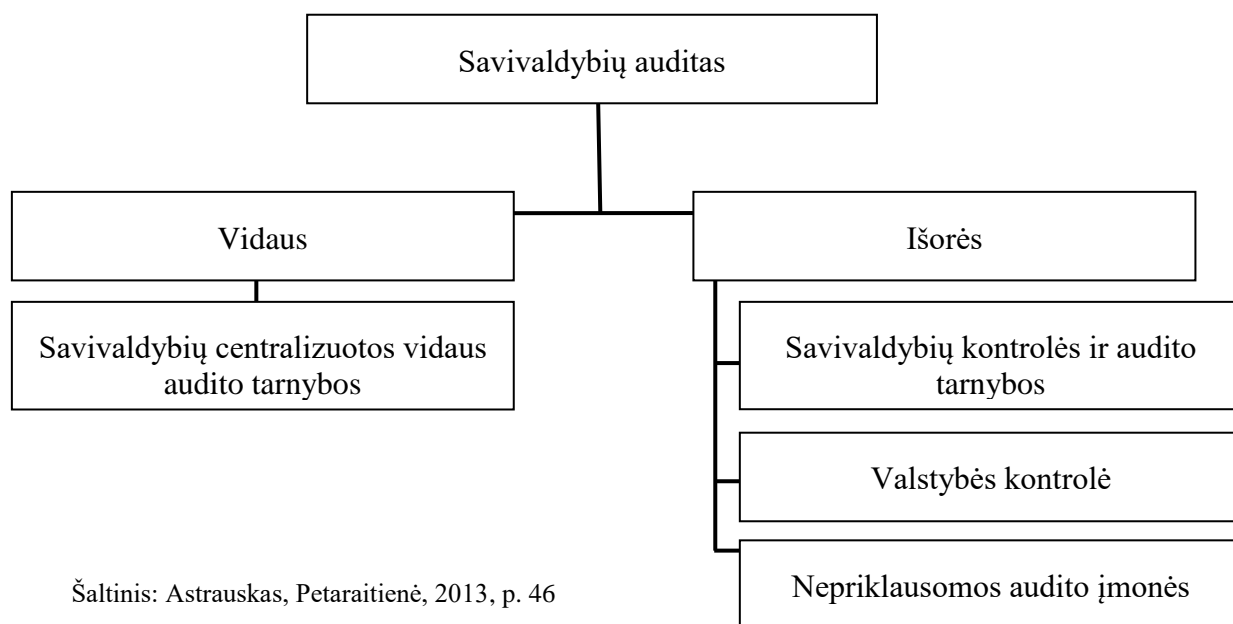 Savivaldybių auditas
Vidaus
Išorės
Savivaldybių centralizuotos vidaus
audito tarnybos
Savivaldybių kontrolės ir audito
tarnybos
Valstybės kontrolė
Nepriklausomos audito įmonės
Šaltinis: Astrauskas, Petaraitienė, 2013, p. 46